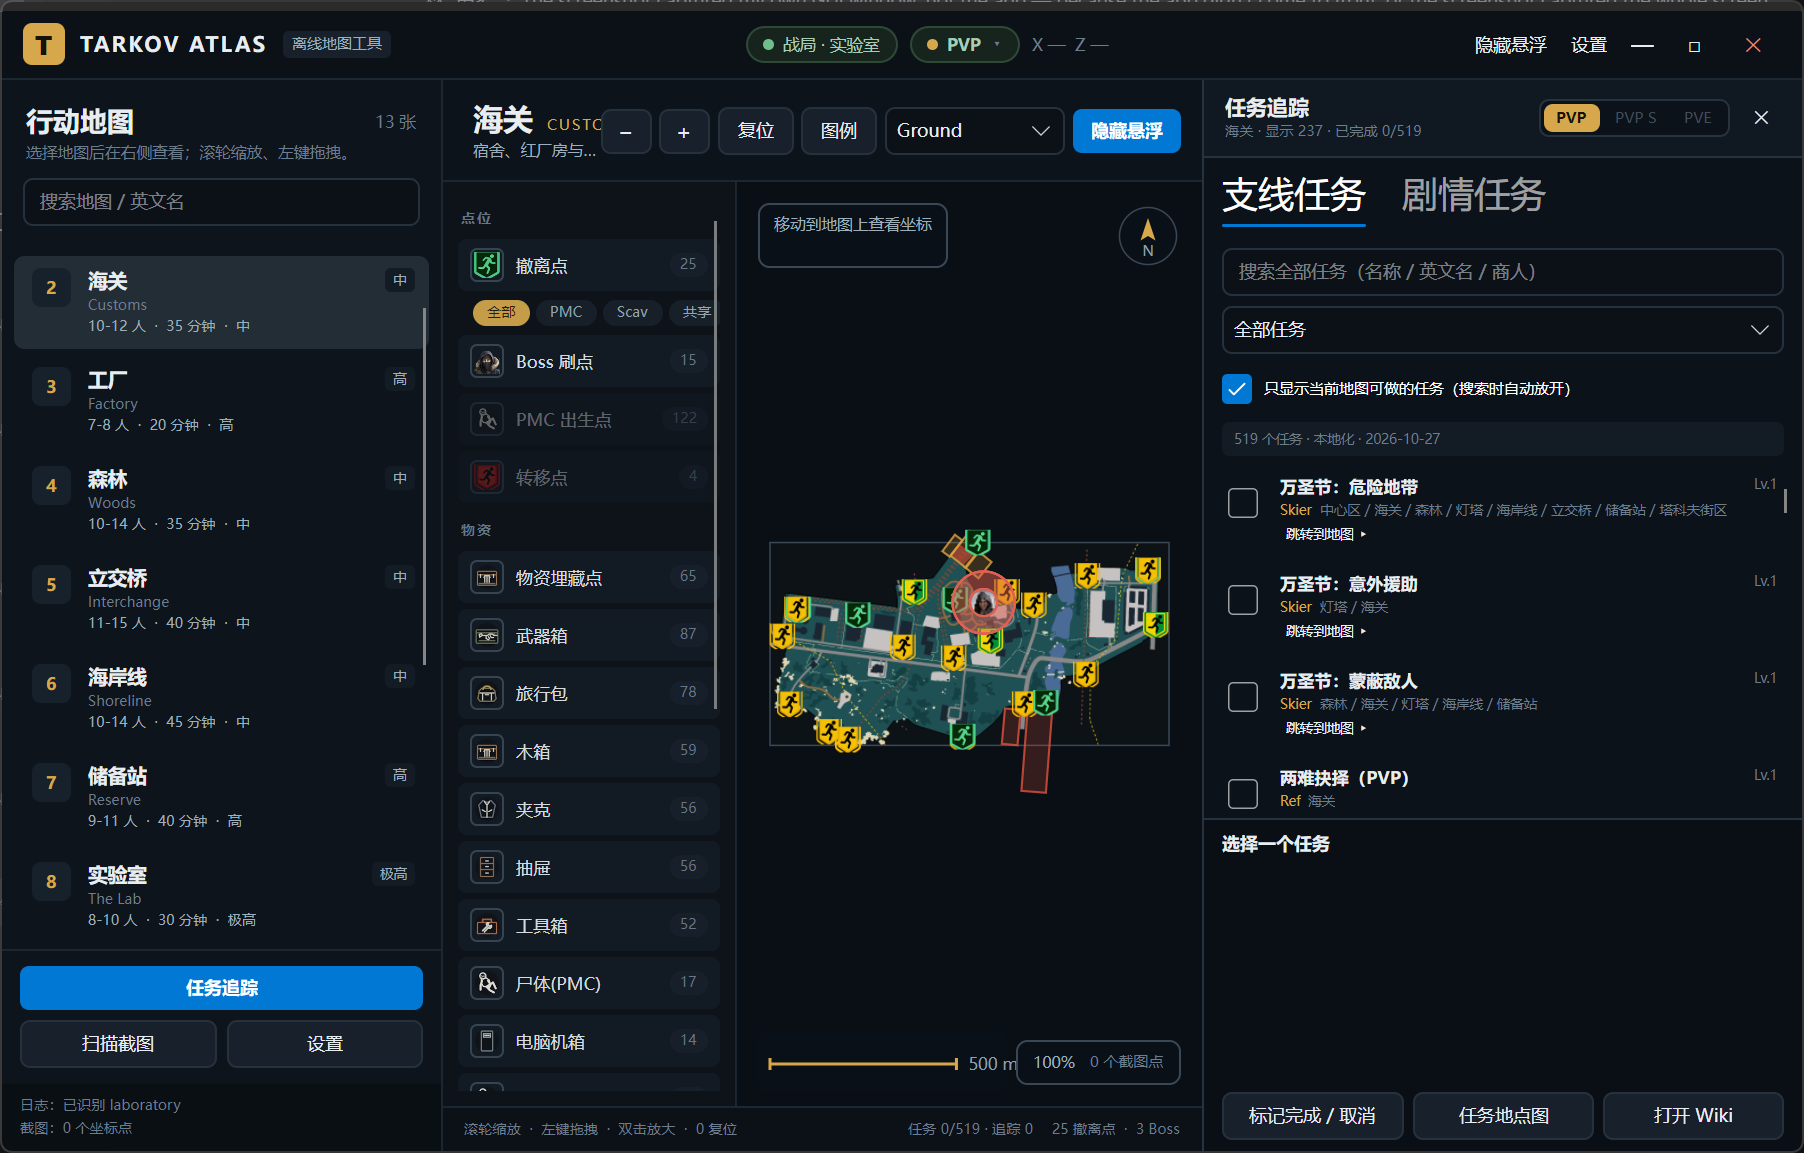 T
TARKOV ATLAS
离线地图工具
战局 · 实验室
PVP
X — Z —
隐藏悬浮
设置
行动地图
13 张
选择地图后在右侧查看；滚轮缩放、左键拖拽。
搜索地图 / 英文名
2
海关
中
Customs
10-12 人 · 35 分钟 · 中
3
工厂
高
Factory
7-8 人 · 20 分钟 · 高
4
森林
中
Woods
10-14 人 · 35 分钟 · 中
5
立交桥
中
Interchange
11-15 人 · 40 分钟 · 中
6
海岸线
中
Shoreline
10-14 人 · 45 分钟 · 中
7
储备站
高
Reserve
9-11 人 · 40 分钟 · 高
8
实验室
极高
The Lab
8-10 人 · 30 分钟 · 极高
任务追踪
扫描截图
设置
日志：已识别 laboratory
截图：0 个坐标点
海关 CUSTO
宿舍、红厂房与...
−
+
复位
图例
Ground
隐藏悬浮
点位
撤离点
25
全部
PMC
Scav
共享
Boss 刷点
15
PMC 出生点
122
转移点
4
物资
物资埋藏点
65
武器箱
87
旅行包
78
木箱
59
夹克
56
抽屉
56
工具箱
52
尸体(PMC)
17
电脑机箱
14
移动到地图上查看坐标
N
500 m
100%
0 个截图点
滚轮缩放 · 左键拖拽 · 双击放大 · 0 复位
任务 0/519 · 追踪 0
25 撤离点 · 3 Boss
任务追踪
海关 · 显示 237 · 已完成 0/519
PVP
PVP S
PVE
支线任务
剧情任务
搜索全部任务（名称 / 英文名 / 商人）
全部任务
只显示当前地图可做的任务（搜索时自动放开）
519 个任务 · 本地化 · 2026-10-27
万圣节：危险地带
Lv.1
Skier 中心区 / 海关 / 森林 / 灯塔 / 海岸线 / 立交桥 / 储备站 / 塔科夫街区
跳转到地图
万圣节：意外援助
Lv.1
Skier 灯塔 / 海关
跳转到地图
万圣节：蒙蔽敌人
Lv.1
Skier 森林 / 海关 / 灯塔 / 海岸线 / 储备站
跳转到地图
两难抉择（PVP）
Lv.1
Ref 海关
选择一个任务
标记完成 / 取消
任务地点图
打开 Wiki